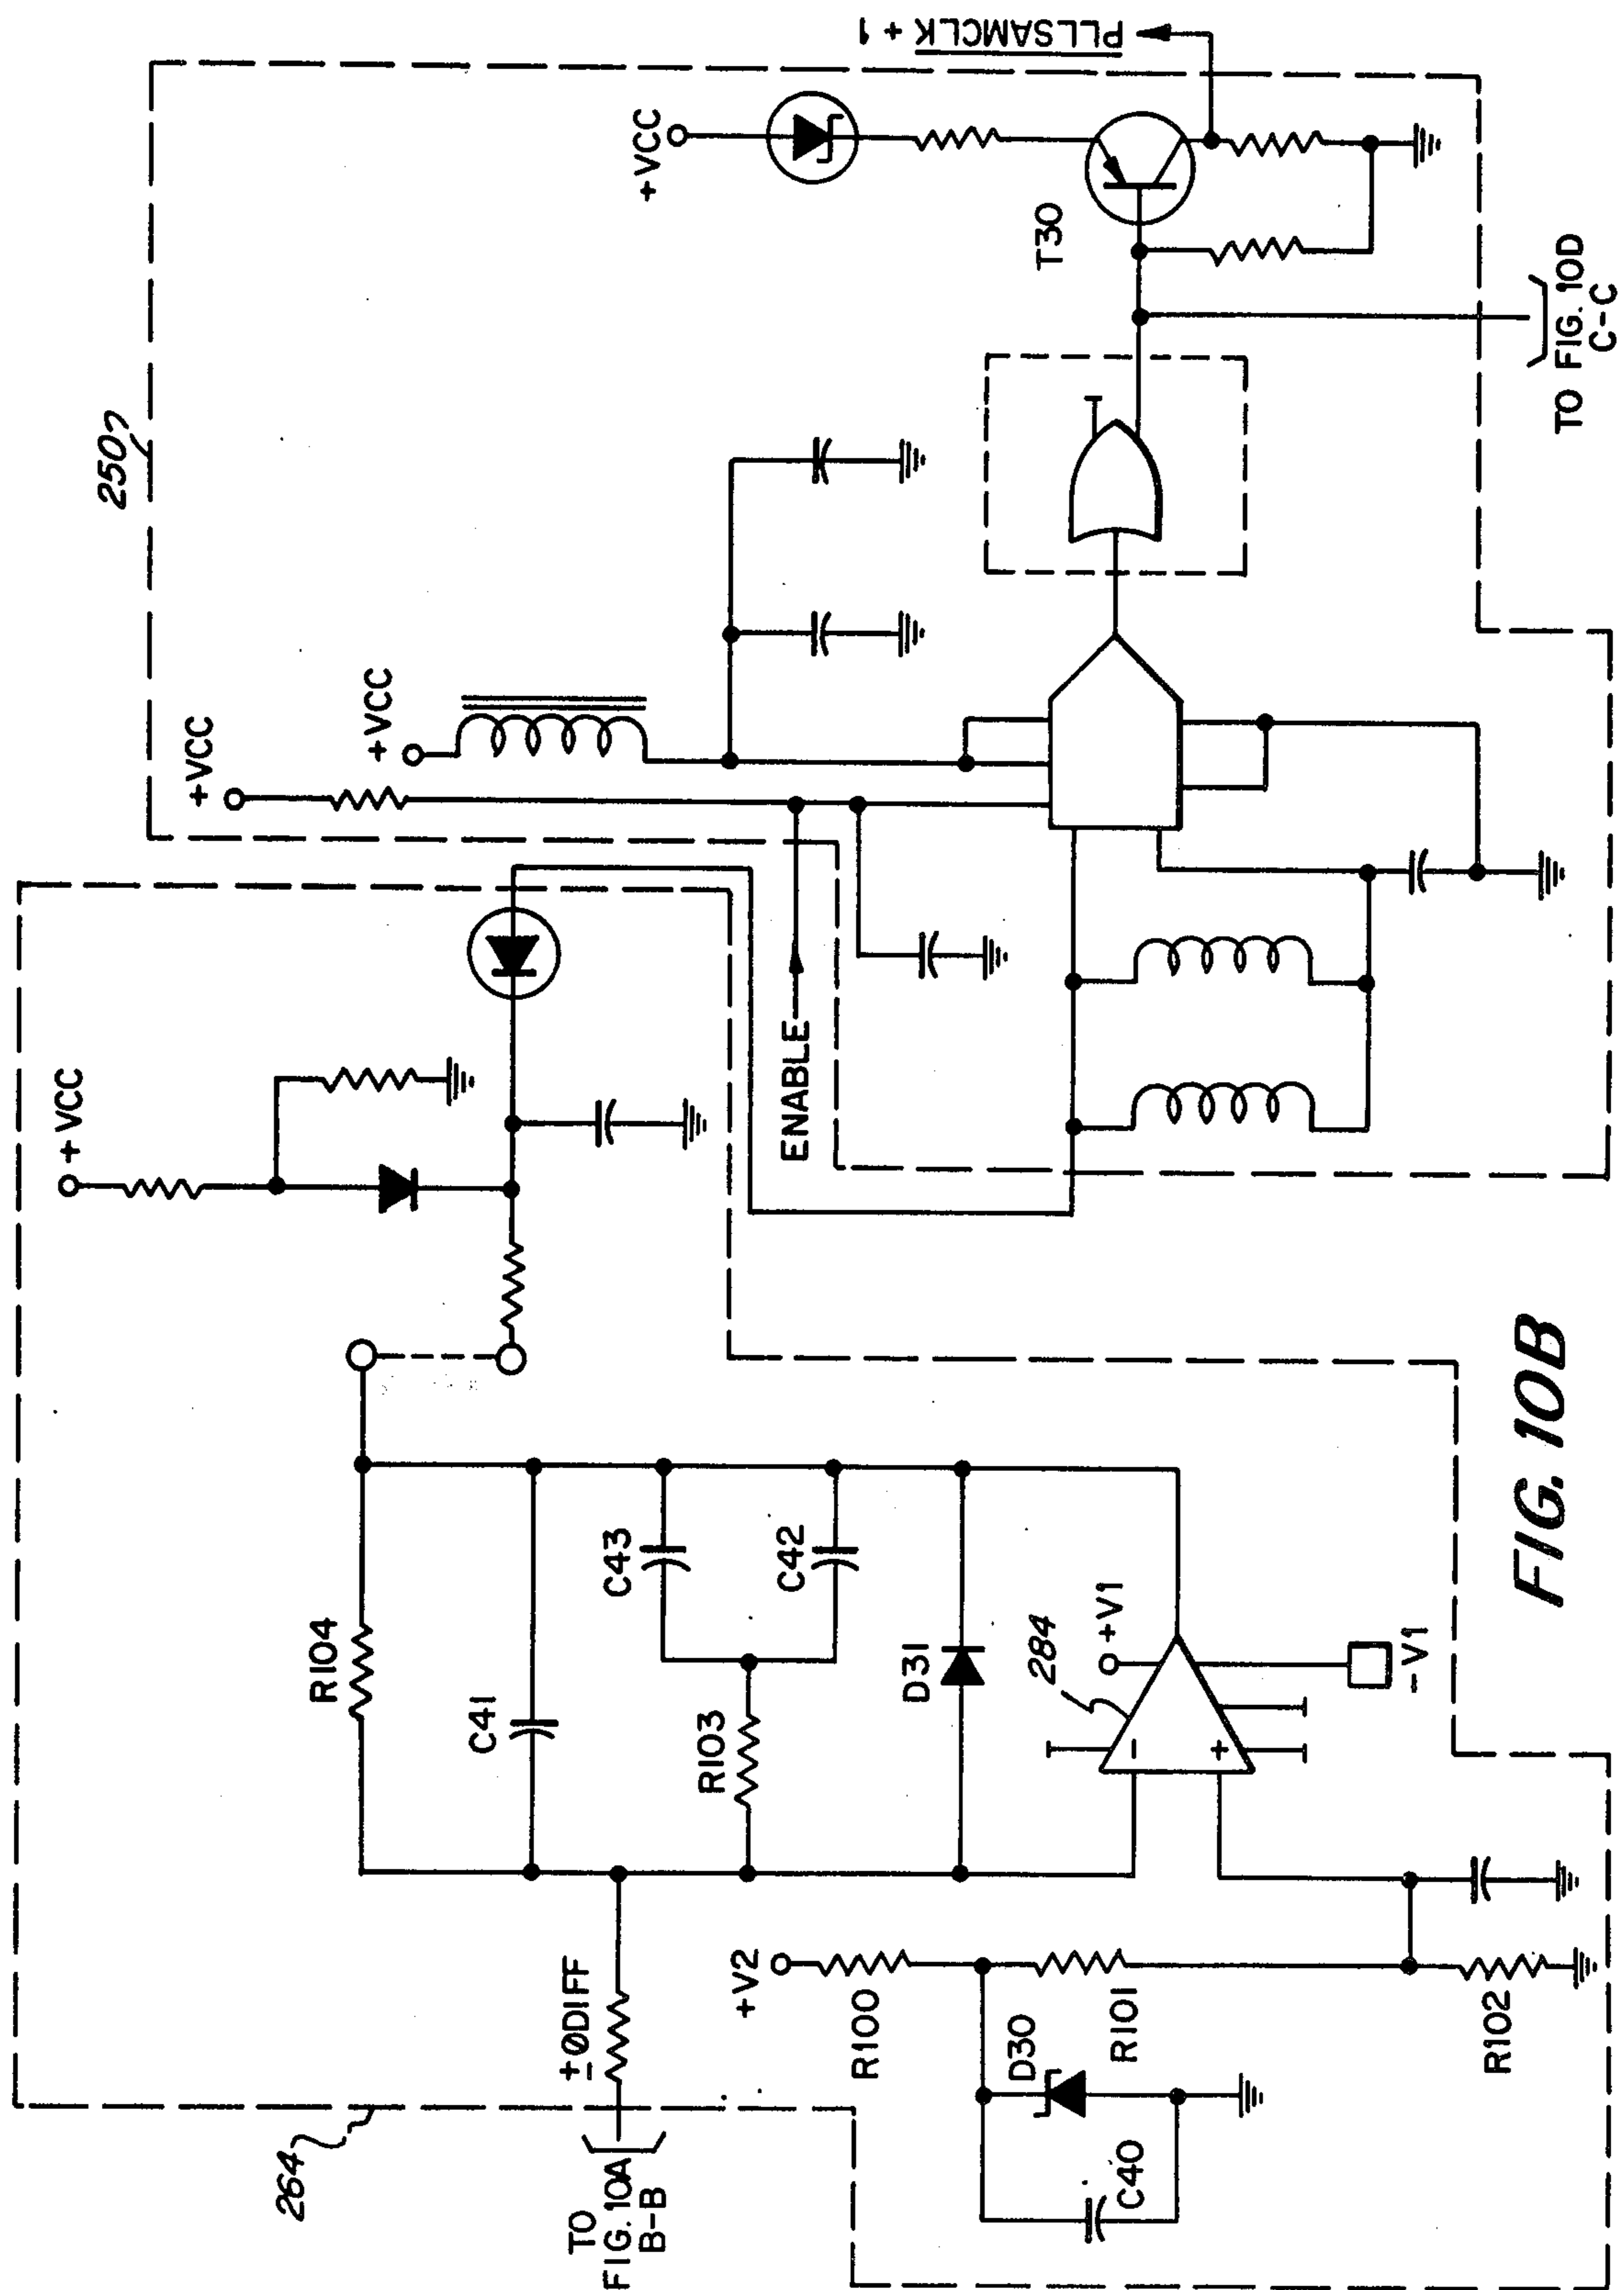 250
PLLSAMCLK + 1
+VCC
+VCC
+VCC
+VCC
T30
TO FIG. 10D
C-C
ENABLE
264
R104
C41
C43
C42
R103
D31
284
+V1
-V1
±ØDIFF
TO
FIG. 10A
B-B
+V2
R100
D30
R101
C40
R102
-
+
FIG. 10B